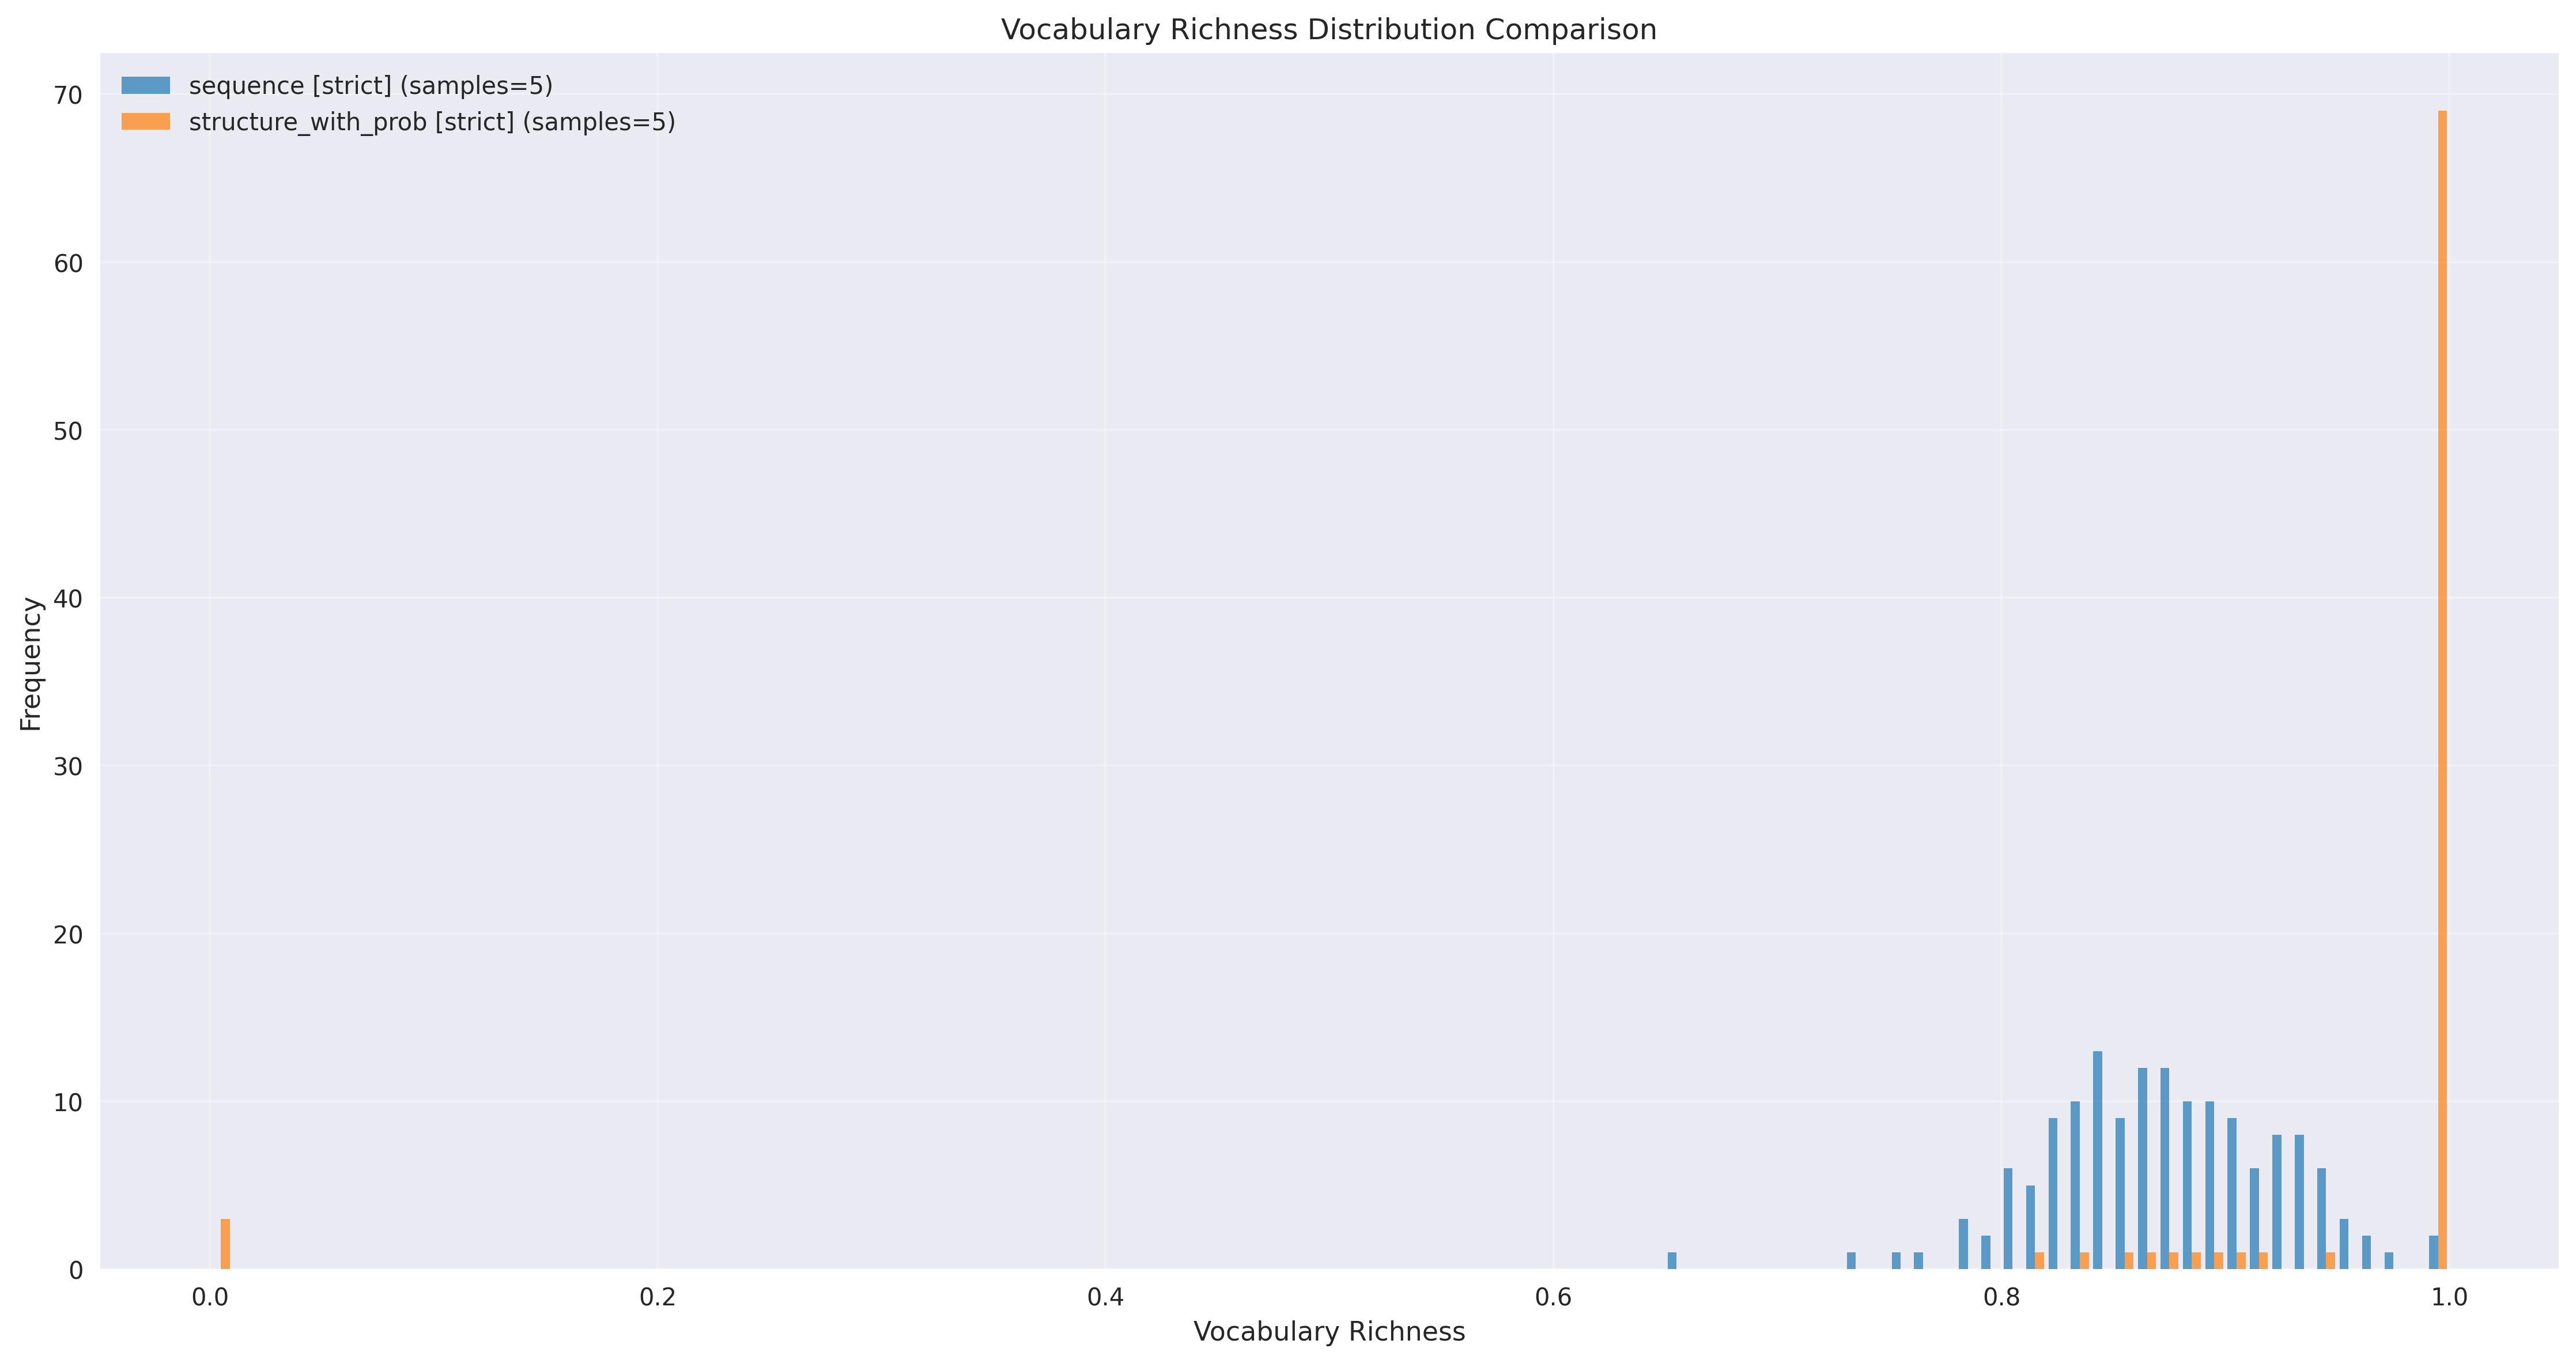 Vocabulary Richness Distribution Comparison
sequence [strict] (samples=5)
structure_with_prob [strict] (samples=5)
70
60
50
40
30
20
10
0
Frequency
0.0 0.2 0.4 0.6 0.8 1.0
Vocabulary Richness